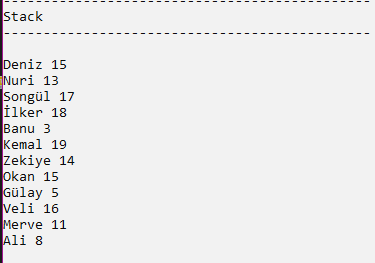 Stack
Deniz 15
Nuri 13
Songül 17
İlker 18
Banu 3
Kemal 19
Zekiye 14
Okan 15
Gülay 5
Veli 16
Merve 11
Ali 8